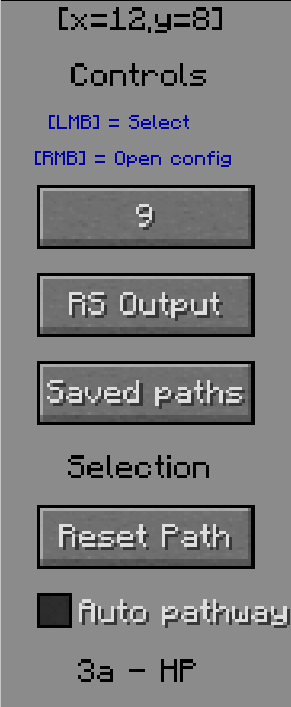 [x=12,y=8]
Controls
[LMB] = Select
[RMB] = Open config
9
RS Output
Saved paths
Selection
Reset Path
Auto pathway
3a - HP